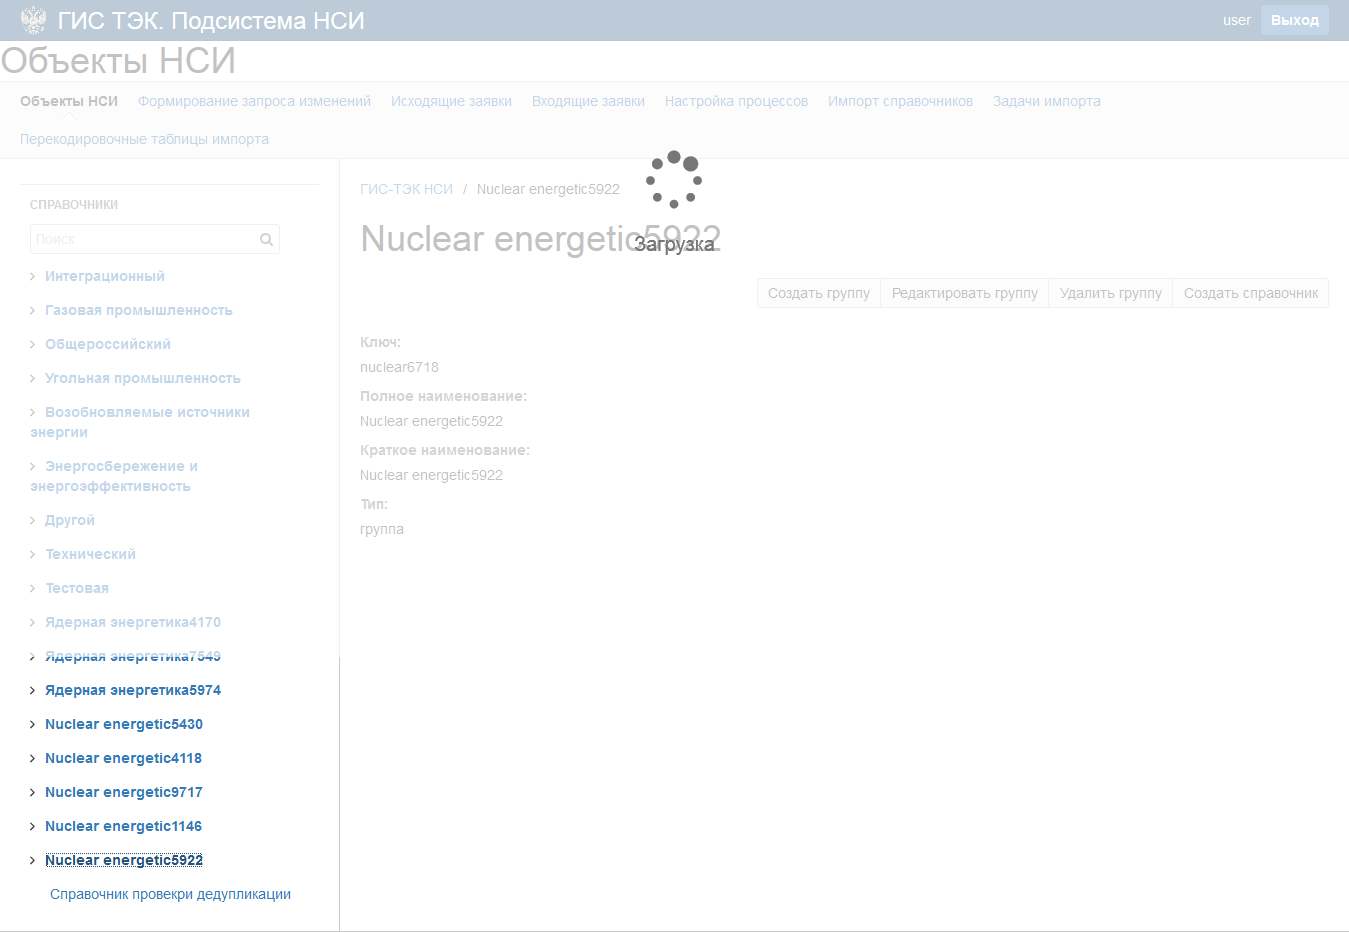 ГИС ТЭК. Подсистема НСИ
user
Выход
Объекты НСИ
Объекты НСИ Формирование запроса изменений Исходящие заявки Входящие заявки Настройка процессов Импорт справочников Задачи импорта
Перекодировочные таблицы импорта
СПРАВОЧНИКИ
Поиск
Интеграционный
Газовая промышленность
Общероссийский
Угольная промышленность
Возобновляемые источники
энергии
Энергосбережение и
энергоэффективность
Другой
Технический
Тестовая
Ядерная энергетика4170
Ядерная энергетика7549
Ядерная энергетика5974
Nuclear energetic5430
Nuclear energetic4118
Nuclear energetic9717
Nuclear energetic1146
Nuclear energetic5922
Справочник провекри дедупликации
ГИС-ТЭК НСИ / Nuclear energetic5922
Nuclear energetic5922
Загрузка
Создать группу Редактировать группу Удалить группу Создать справочник
Ключ:
nuclear6718
Полное наименование:
Nuclear energetic5922
Краткое наименование:
Nuclear energetic5922
Тип:
группа